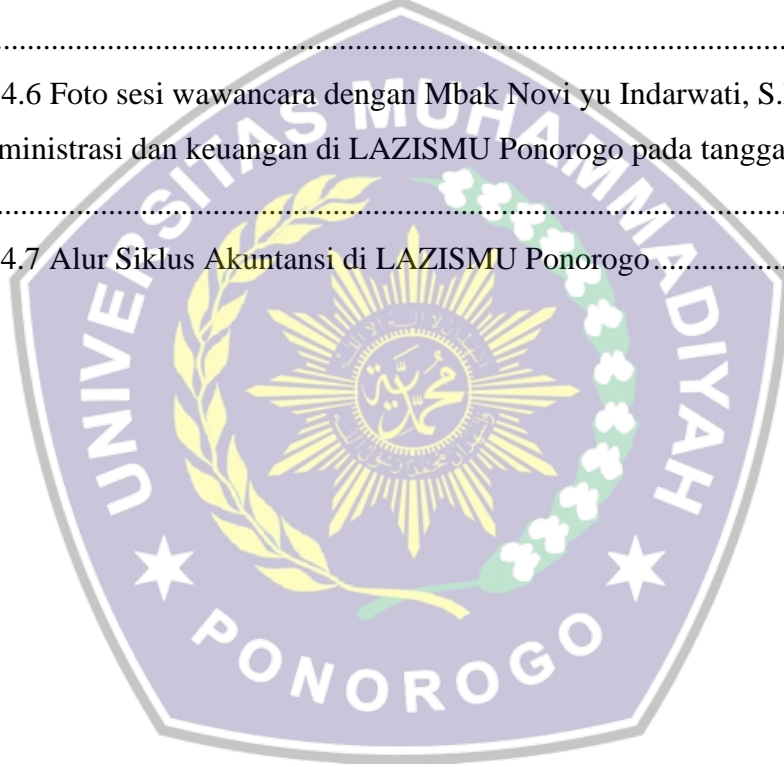 ................................................................................................
4.6 Foto sesi wawancara dengan Mbak Novi yu Indarwati, S.
ministrasi dan keuangan di LAZISMU Ponorogo pada tangga
................................................................................................
4.7 Alur Siklus Akuntansi di LAZISMU Ponorogo.................
UNIVERSITAS MUHAMMADIYAH
PONOROGO
محمدية